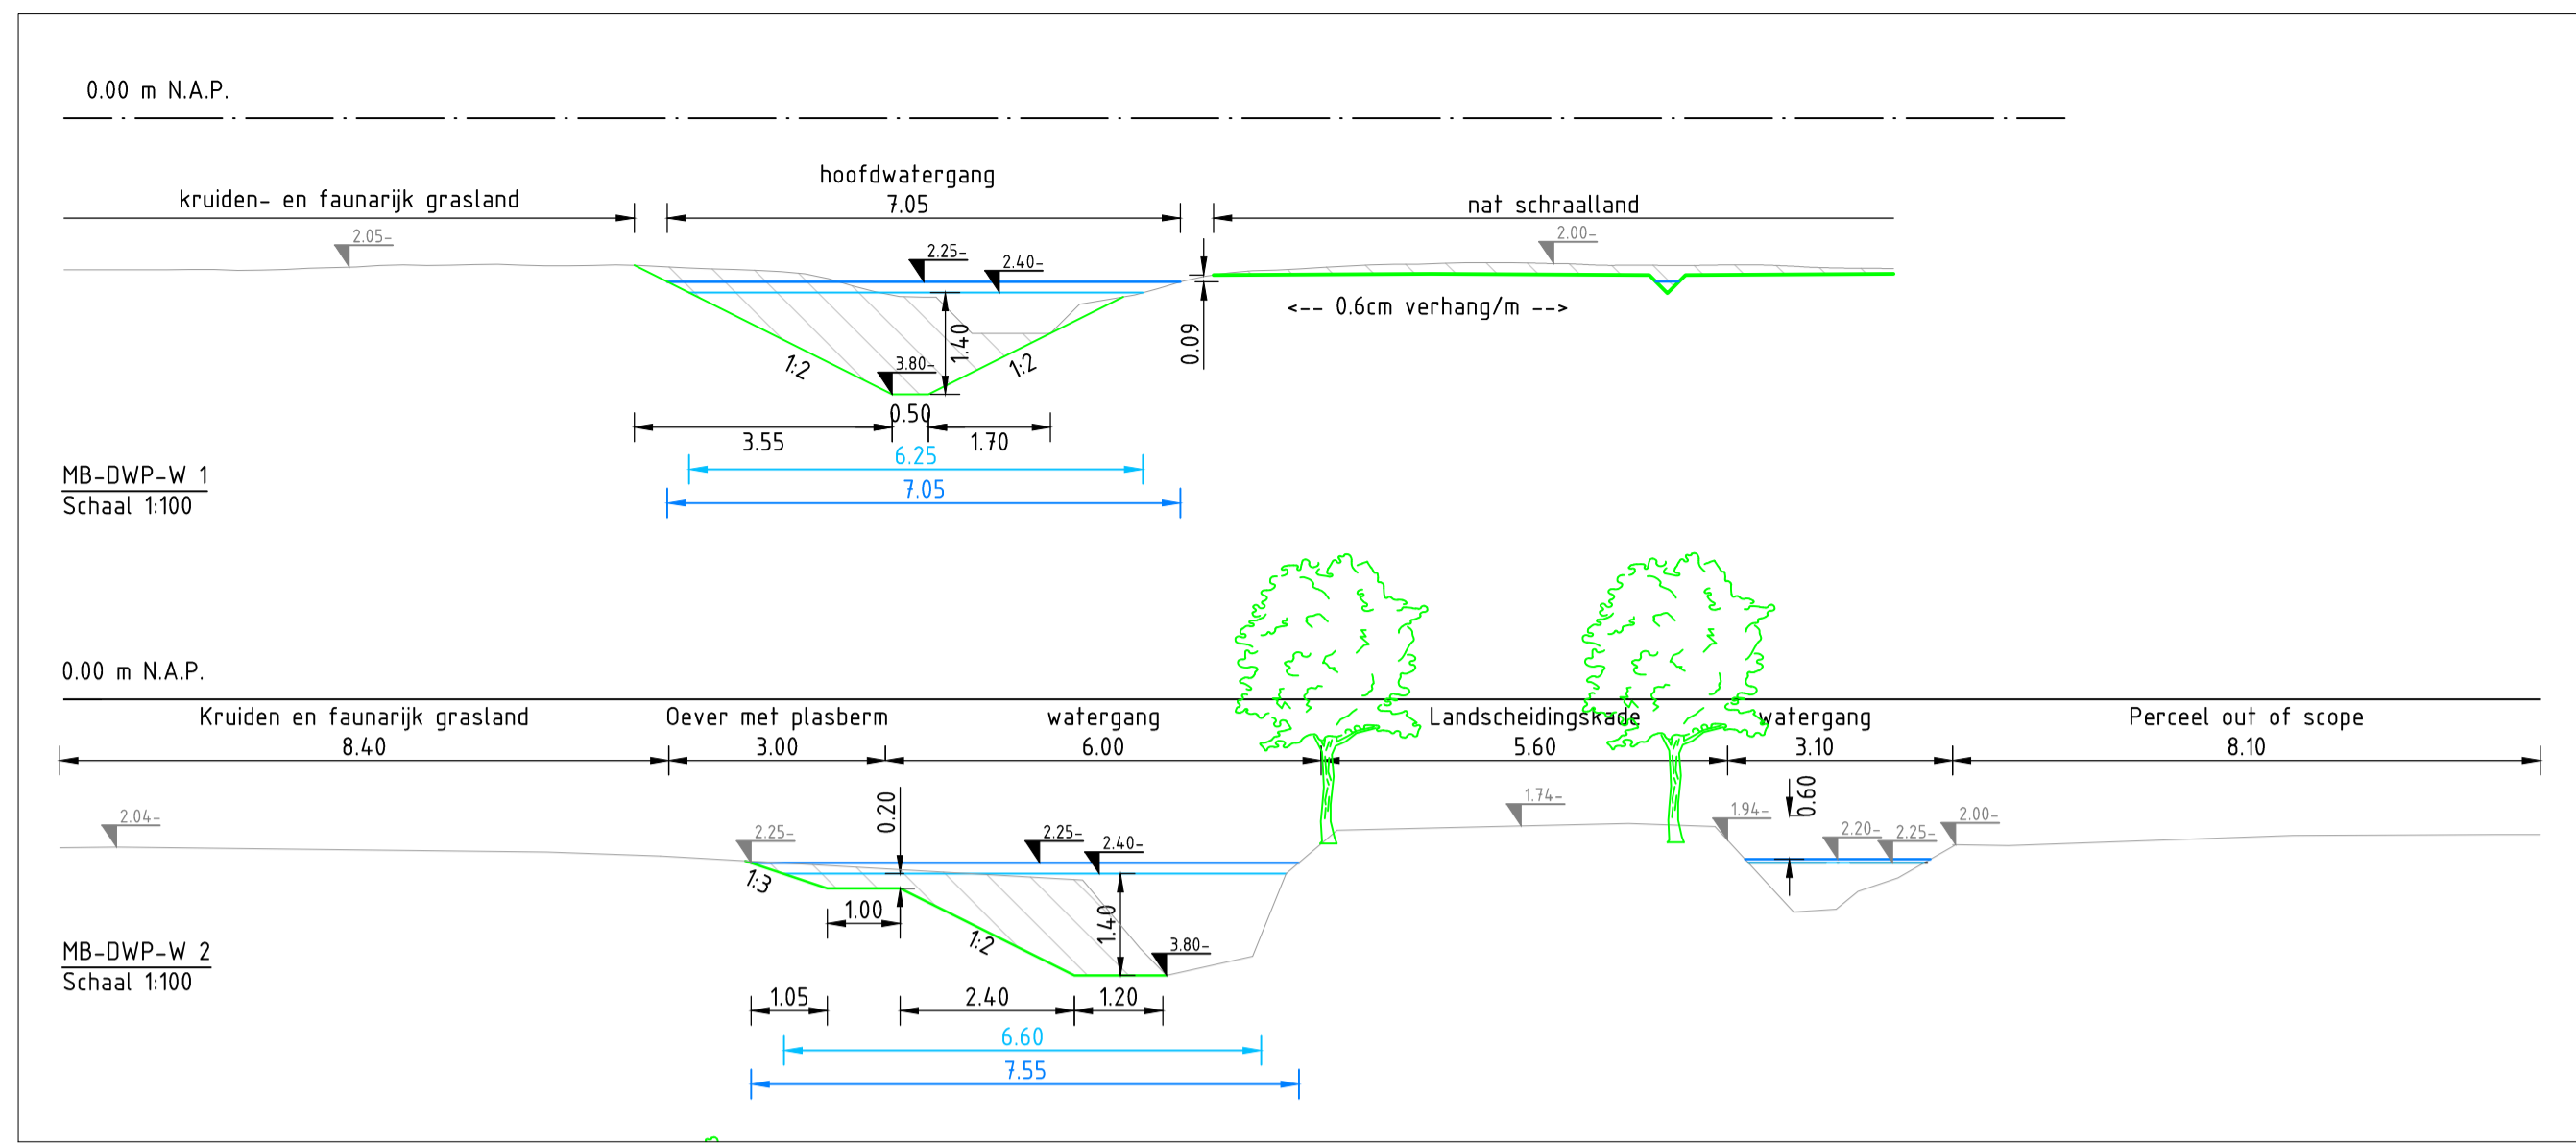 0.00 m N.A.P.
hoofdwatergang
kruiden- en faunarijk grasland
7.05
nat schraalland
2.05-
2.25-
2.40-
2.00-
<-- 0.6cm verhang/m -->
0.09
1.40
1:2
3.80-
1:2
0.50
3.55
1.70
6.25
7.05
MB-DWP-W 1
Schaal 1:100
0.00 m N.A.P.
Kruiden en faunarijk grasland
Oever met plasberm
watergang
Landscheidingskade
watergang
Perceel out of scope
8.40
3.00
6.00
5.60
3.10
8.10
2.04-
2.25-
0.20
2.25-
2.40-
1.74-
1.94-
0.60
2.20-
2.25-
2.00-
1:3
1.00
1:2
1.40
3.80-
1.05
2.40
1.20
6.60
7.55
MB-DWP-W 2
Schaal 1:100